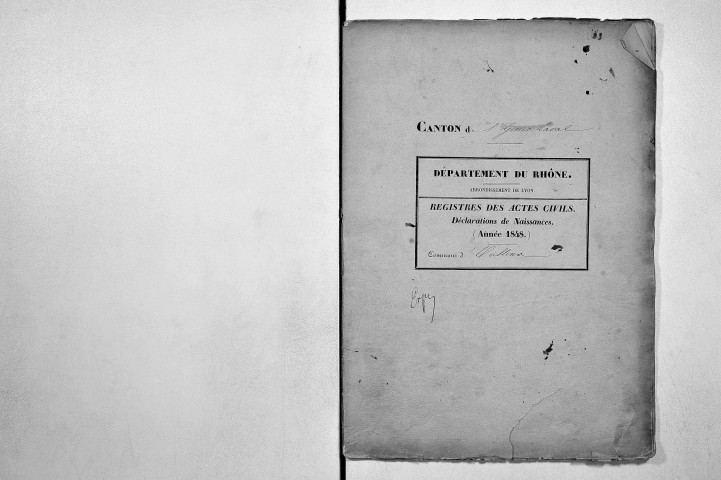 CANTON de St Genis Laval
DÉPARTEMENT DU RHÔNE.
ARRONDISSEMENT DE LYON
REGISTRES DES ACTES CIVILS.
Déclarations de Naissances.
(Année 1848.)
Commune d